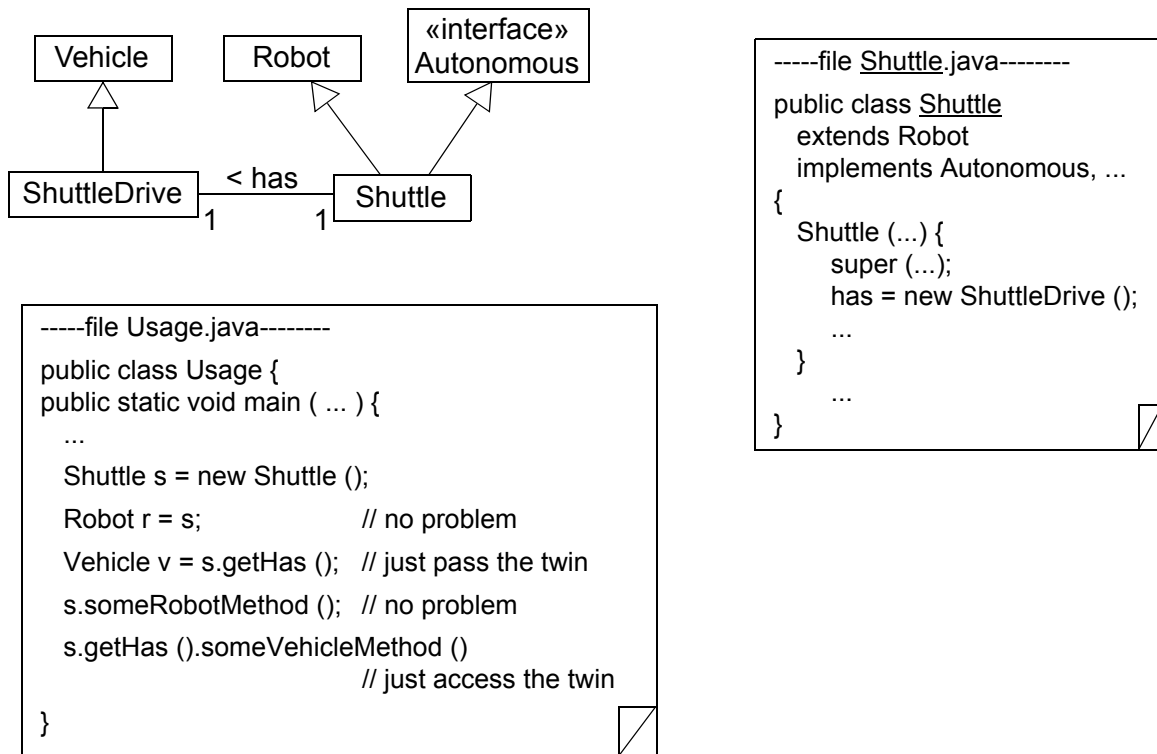 Vehicle
Robot
«interface»
Autonomous
ShuttleDrive
< has
Shuttle
1
1
-----file Shuttle.java--------
public class Shuttle
extends Robot
implements Autonomous, ...
{
Shuttle (...) {
super (...);
has = new ShuttleDrive ();
...
}
...
}
-----file Usage.java--------
public class Usage {
public static void main ( ... ) {
...
Shuttle s = new Shuttle ();
Robot r = s; // no problem
Vehicle v = s.getHas (); // just pass the twin
s.someRobotMethod (); // no problem
s.getHas ().someVehicleMethod ()
// just access the twin
}